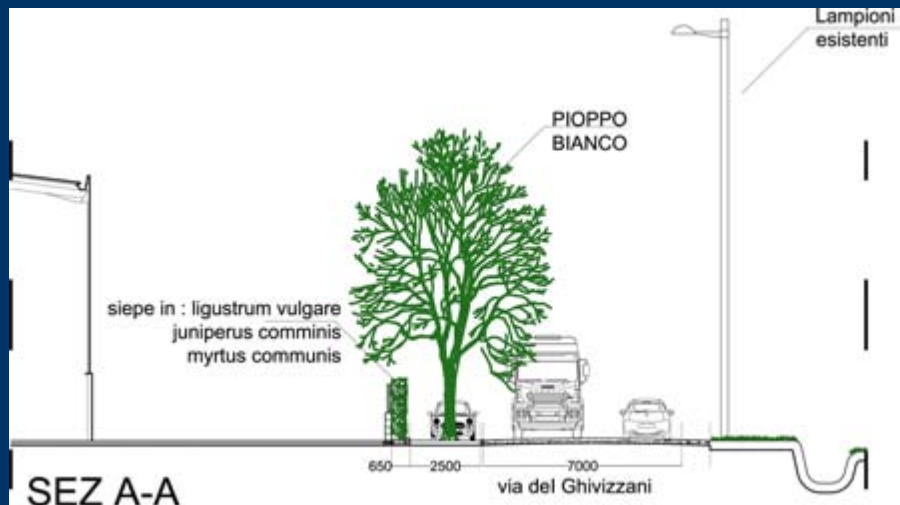 Lampioni
esistenti
PIOPPO
BIANCO
siepe in : ligustrum vulgare
juniperus comminis
myrtus communis
650 2500 7000
via del Ghivizzani
SEZ A-A